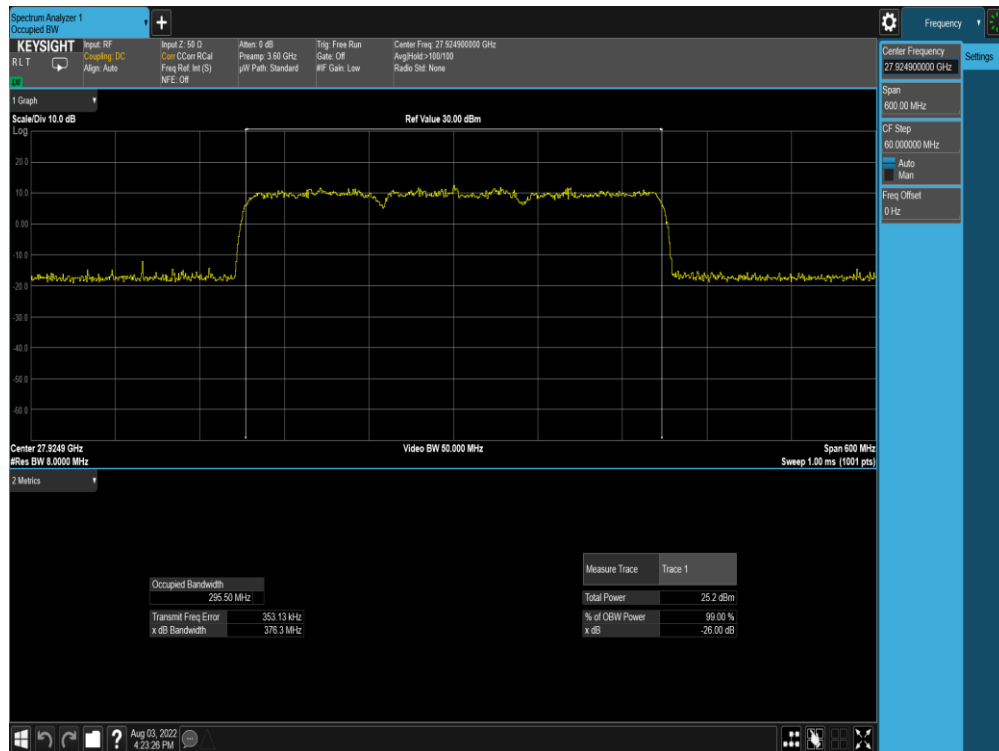 Spectrum Analyzer 1
Occupied BW
+
Frequency
KEYSIGHT
R L T
LXI
Input: RF
Coupling: DC
Align: Auto
Input Z: 50 Ω
Corr CCorr RCal
Freq Ref: Int (S)
NFE: Off
Atten: 0 dB
Preamp: 3.60 GHz
µW Path: Standard
Trig: Free Run
Gate: Off
#IF Gain: Low
Center Freq: 27.924900000 GHz
Avg|Hold:>100/100
Radio Std: None
Center Frequency
27.924900000 GHz
Settings
Span
600.00 MHz
CF Step
60.000000 MHz
Auto
Man
Freq Offset
0 Hz
1 Graph
Scale/Div 10.0 dB
Ref Value 30.00 dBm
Log
20.0
10.0
0.00
-10.0
-20.0
-30.0
-40.0
-50.0
-60.0
Center 27.9249 GHz
Video BW 50.000 MHz
Span 600 MHz
#Res BW 8.0000 MHz
Sweep 1.00 ms (1001 pts)
2 Metrics
Measure Trace
Trace 1
Occupied Bandwidth
295.50 MHz
Total Power
25.2 dBm
Transmit Freq Error
353.13 kHz
% of OBW Power
99.00 %
x dB Bandwidth
376.3 MHz
x dB
-26.00 dB
?
Aug 03, 2022
4:23:26 PM